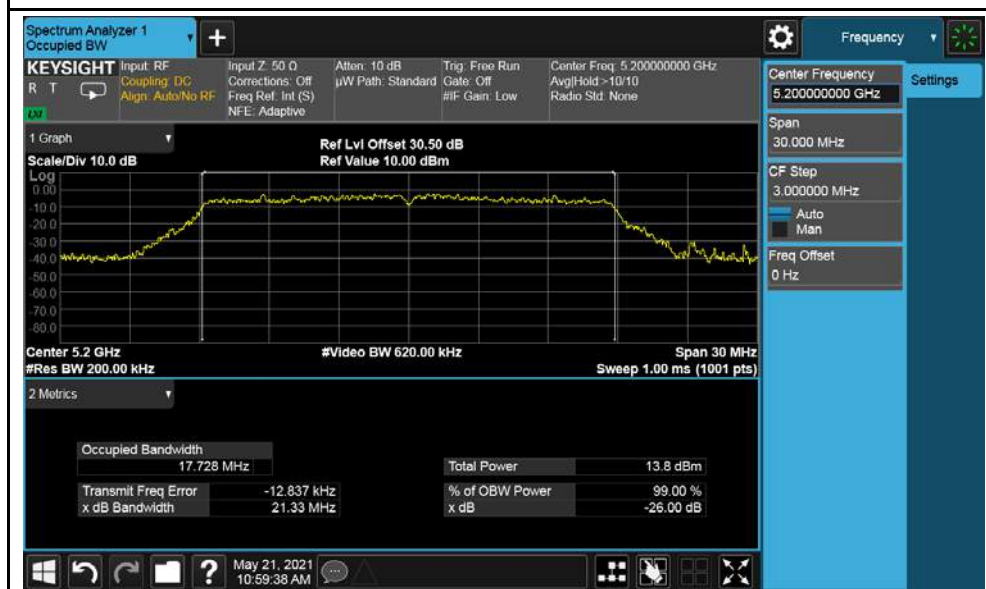 Spectrum Analyzer 1
Occupied BW
+
Frequency
KEYSIGHT
R T
LXI
Input: RF
Coupling: DC
Align: Auto/No RF
Input Z: 50 Ω
Corrections: Off
Freq Ref: Int (S)
NFE: Adaptive
Atten: 10 dB
µW Path: Standard
Trig: Free Run
Gate: Off
#IF Gain: Low
Center Freq: 5.200000000 GHz
Avg|Hold:>10/10
Radio Std: None
Center Frequency
5.200000000 GHz
Settings
Span
30.000 MHz
CF Step
3.000000 MHz
Auto
Man
Freq Offset
0 Hz
1 Graph
Scale/Div 10.0 dB
Ref Lvl Offset 30.50 dB
Ref Value 10.00 dBm
Log
0.00
-10.0
-20.0
-30.0
-40.0
-50.0
-60.0
-70.0
-80.0
Center 5.2 GHz
#Video BW 620.00 kHz
Span 30 MHz
#Res BW 200.00 kHz
Sweep 1.00 ms (1001 pts)
2 Metrics
Occupied Bandwidth
17.728 MHz
Total Power 13.8 dBm
Transmit Freq Error -12.837 kHz
% of OBW Power 99.00 %
x dB Bandwidth 21.33 MHz
x dB -26.00 dB
?
May 21, 2021
10:59:38 AM